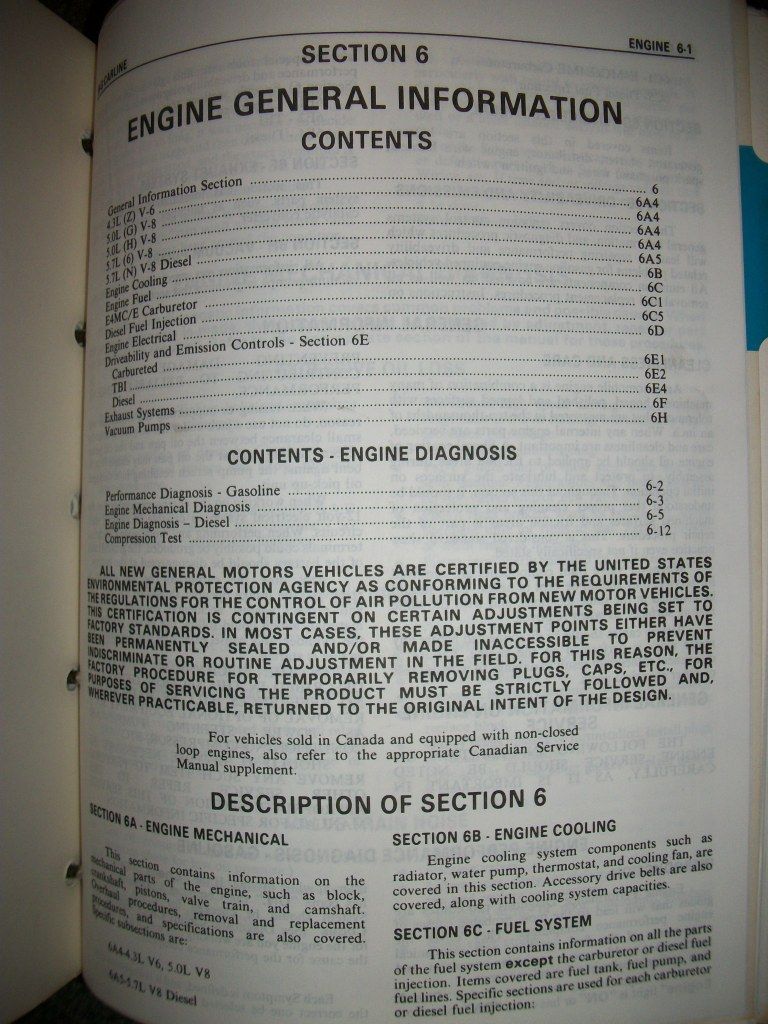 ENGINE 6-1
SECTION 6
ENGINE GENERAL INFORMATION
CONTENTS
General Information Section ........ 6
4.3L (Z) V-6 ........ 6A4
5.0L (G) V-8 ........ 6A4
5.0L (H) V-8 ........ 6A4
5.7L (6) V-8 ........ 6A4
5.7L (N) V-8 Diesel ........ 6A5
Engine Cooling ........ 6B
Engine Fuel ........ 6C
E4MC/E Carburetor ........ 6C1
Diesel Fuel Injection ........ 6C5
Engine Electrical ........ 6D
Driveability and Emission Controls - Section 6E
Carbureted ........ 6E1
TBI ........ 6E2
Diesel ........ 6E4
Exhaust Systems ........ 6F
Vacuum Pumps ........ 6H
CONTENTS - ENGINE DIAGNOSIS
Performance Diagnosis - Gasoline ........ 6-2
Engine Mechanical Diagnosis ........ 6-3
Engine Diagnosis – Diesel ........ 6-5
Compression Test ........ 6-12
ALL NEW GENERAL MOTORS VEHICLES ARE CERTIFIED BY THE UNITED STATES
ENVIRONMENTAL PROTECTION AGENCY AS CONFORMING TO THE REQUIREMENTS OF
THE REGULATIONS FOR THE CONTROL OF AIR POLLUTION FROM NEW MOTOR VEHICLES.
THIS CERTIFICATION IS CONTINGENT ON CERTAIN ADJUSTMENTS BEING SET TO
FACTORY STANDARDS. IN MOST CASES, THESE ADJUSTMENT POINTS EITHER HAVE
BEEN PERMANENTLY SEALED AND/OR MADE INACCESSIBLE TO PREVENT
INDISCRIMINATE OR ROUTINE ADJUSTMENT IN THE FIELD. FOR THIS REASON, THE
FACTORY PROCEDURE FOR TEMPORARILY REMOVING PLUGS, CAPS, ETC., FOR
PURPOSES OF SERVICING THE PRODUCT MUST BE STRICTLY FOLLOWED AND,
WHEREVER PRACTICABLE, RETURNED TO THE ORIGINAL INTENT OF THE DESIGN.
For vehicles sold in Canada and equipped with non-closed
loop engines, also refer to the appropriate Canadian Service
Manual supplement.
DESCRIPTION OF SECTION 6
SECTION 6A - ENGINE MECHANICAL
This section contains information on the
mechanical parts of the engine, such as block,
crankshaft, pistons, valve train, and camshaft.
Overhaul procedures, removal and replacement
procedures, and specifications are also covered.
Specific subsections are:
6A4-4.3L V6, 5.0L V8
6A5-5.7L V8 Diesel
SECTION 6B - ENGINE COOLING
Engine cooling system components such as
radiator, water pump, thermostat, and cooling fan, are
covered in this section. Accessory drive belts are also
covered, along with cooling system capacities.
SECTION 6C - FUEL SYSTEM
This section contains information on all the parts
of the fuel system except the carburetor or diesel fuel
injection. Items covered are fuel tank, fuel pump, and
fuel lines. Specific sections are used for each carburetor
or diesel fuel injection: